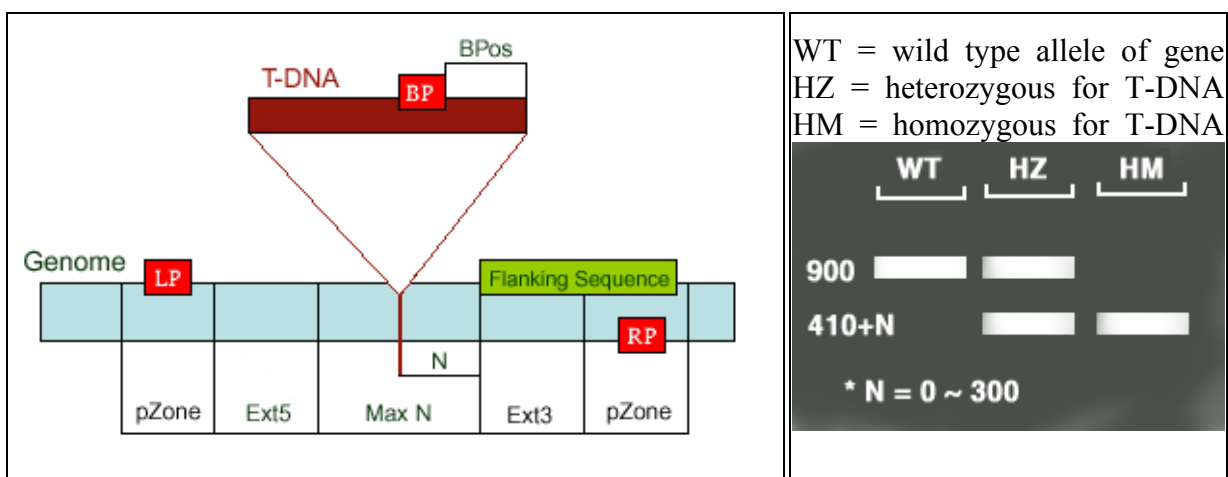 BPos
T-DNA
BP
Genome
LP
Flanking Sequence
RP
N
pZone Ext5 Max N Ext3 pZone
WT = wild type allele of gene
HZ = heterozygous for T-DNA
HM = homozygous for T-DNA
WT HZ HM
900
410+N
* N = 0 ~ 300